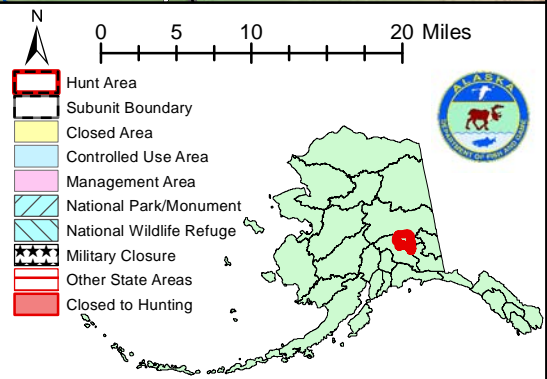 N
0 5 10 20 Miles
Hunt Area
Subunit Boundary
Closed Area
Controlled Use Area
Management Area
National Park/Monument
National Wildlife Refuge
Military Closure
Other State Areas
Closed to Hunting
ALASKA
DEPARTMENT OF FISH AND GAME